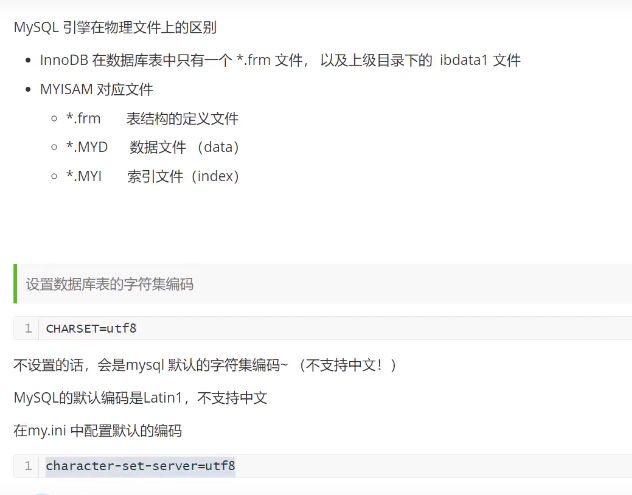 MySQL 引擎在物理文件上的区别
InnoDB 在数据库表中只有一个 *.frm 文件， 以及上级目录下的 ibdata1 文件
MYISAM 对应文件
*.frm 表结构的定义文件
*.MYD 数据文件 （data）
*.MYI 索引文件（index）
设置数据库表的字符集编码
1 CHARSET=utf8
不设置的话，会是mysql 默认的字符集编码~ （不支持中文！）
MySQL的默认编码是Latin1，不支持中文
在my.ini 中配置默认的编码
1 character-set-server=utf8